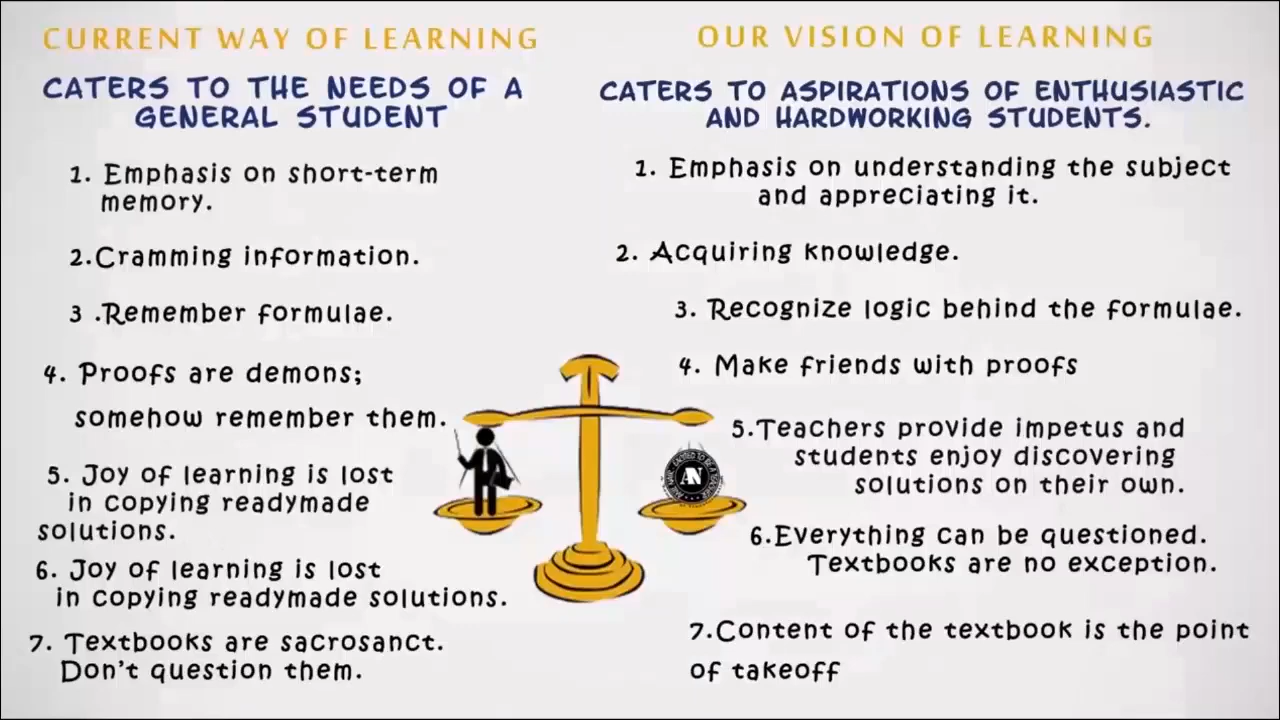 CURRENT WAY OF LEARNING
CATERS TO THE NEEDS OF A
GENERAL STUDENT
1. Emphasis on short-term
memory.
2.Cramming information.
3 .Remember formulae.
4. Proofs are demons;
somehow remember them.
5. Joy of learning is lost
in copying readymade
solutions.
6. Joy of learning is lost
in copying readymade solutions.
7. Textbooks are sacrosanct.
Don't question them.
OUR VISION OF LEARNING
CATERS TO ASPIRATIONS OF ENTHUSIASTIC
AND HARDWORKING STUDENTS.
1. Emphasis on understanding the subject
and appreciating it.
2. Acquiring knowledge.
3. Recognize logic behind the formulae.
4. Make friends with proofs
5.Teachers provide impetus and
students enjoy discovering
solutions on their own.
6.Everything can be questioned.
Textbooks are no exception.
7.Content of the textbook is the point
of takeoff
AN